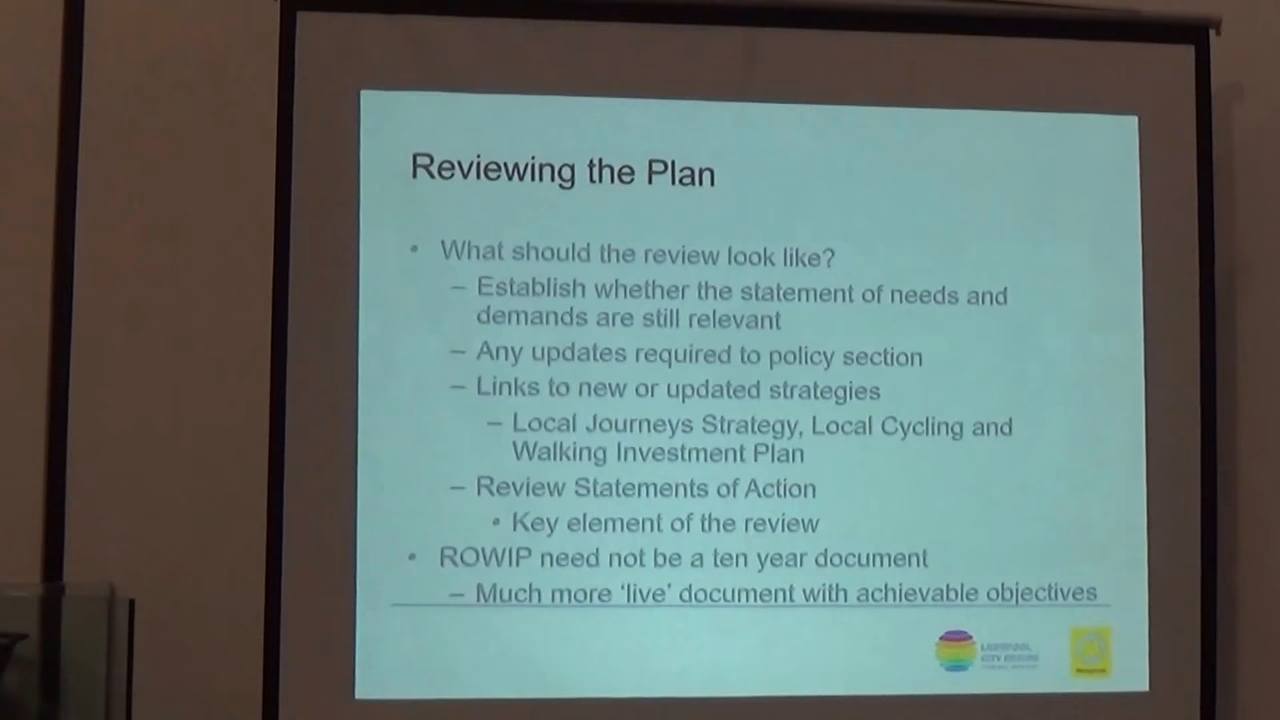 Reviewing the Plan
• What should the review look like?
– Establish whether the statement of needs and
demands are still relevant
– Any updates required to policy section
– Links to new or updated strategies
– Local Journeys Strategy, Local Cycling and
Walking Investment Plan
– Review Statements of Action
• Key element of the review
• ROWIP need not be a ten year document
– Much more ‘live’ document with achievable objectives
LIVERPOOL
CITY REGION